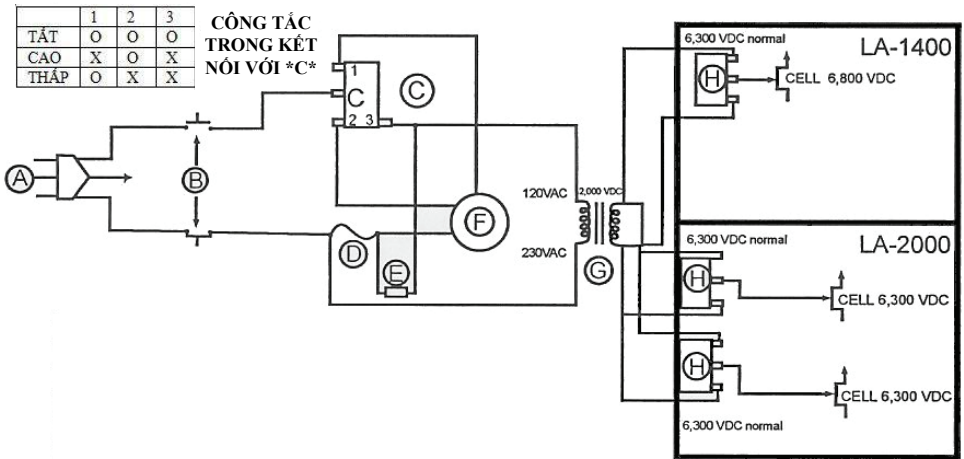 1 2 3
TẮT O O O
CAO X O X
THẤP O X X
CÔNG TẮC
TRONG KẾT
NỐI VỚI *C*
1
C
2 3
C
A
B
D
E
F
120VAC
2,000 VDC
230VAC
G
6,300 VDC normal
LA-1400
H
CELL 6,800 VDC
6,300 VDC normal
LA-2000
H
CELL 6,300 VDC
H
CELL 6,300 VDC
6,300 VDC normal